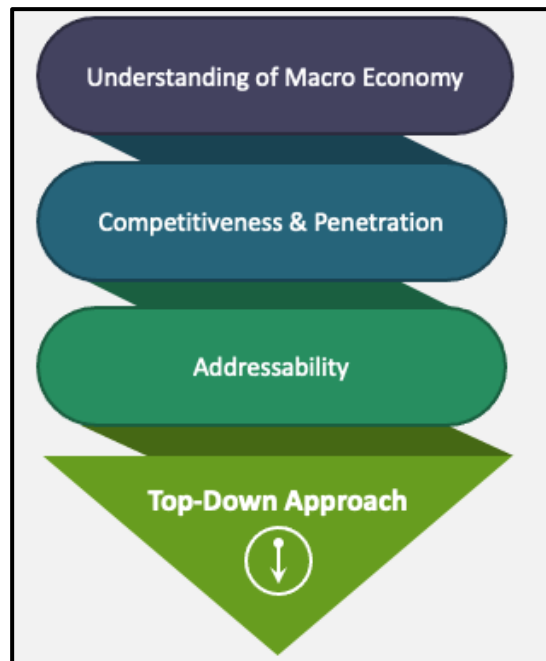 Understanding of Macro Economy
Competitiveness & Penetration
Addressability
Top-Down Approach